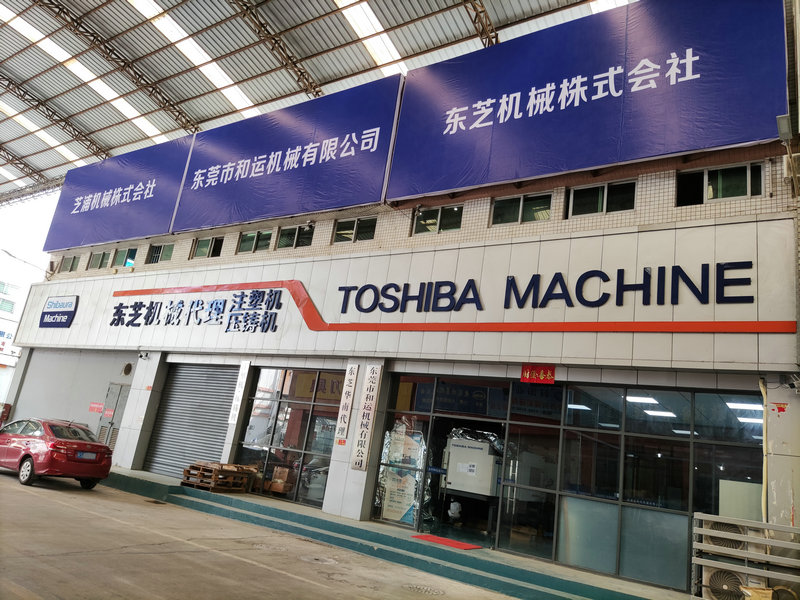 芝浦机械株式会社
东莞市和运机械有限公司
东芝机械株式会社
Shibaura
Machine
东芝机械代理
注塑机
压铸机
TOSHIBA MACHINE
东芝华南代理
东莞市和运机械有限公司
TOSHIBA MACHINE